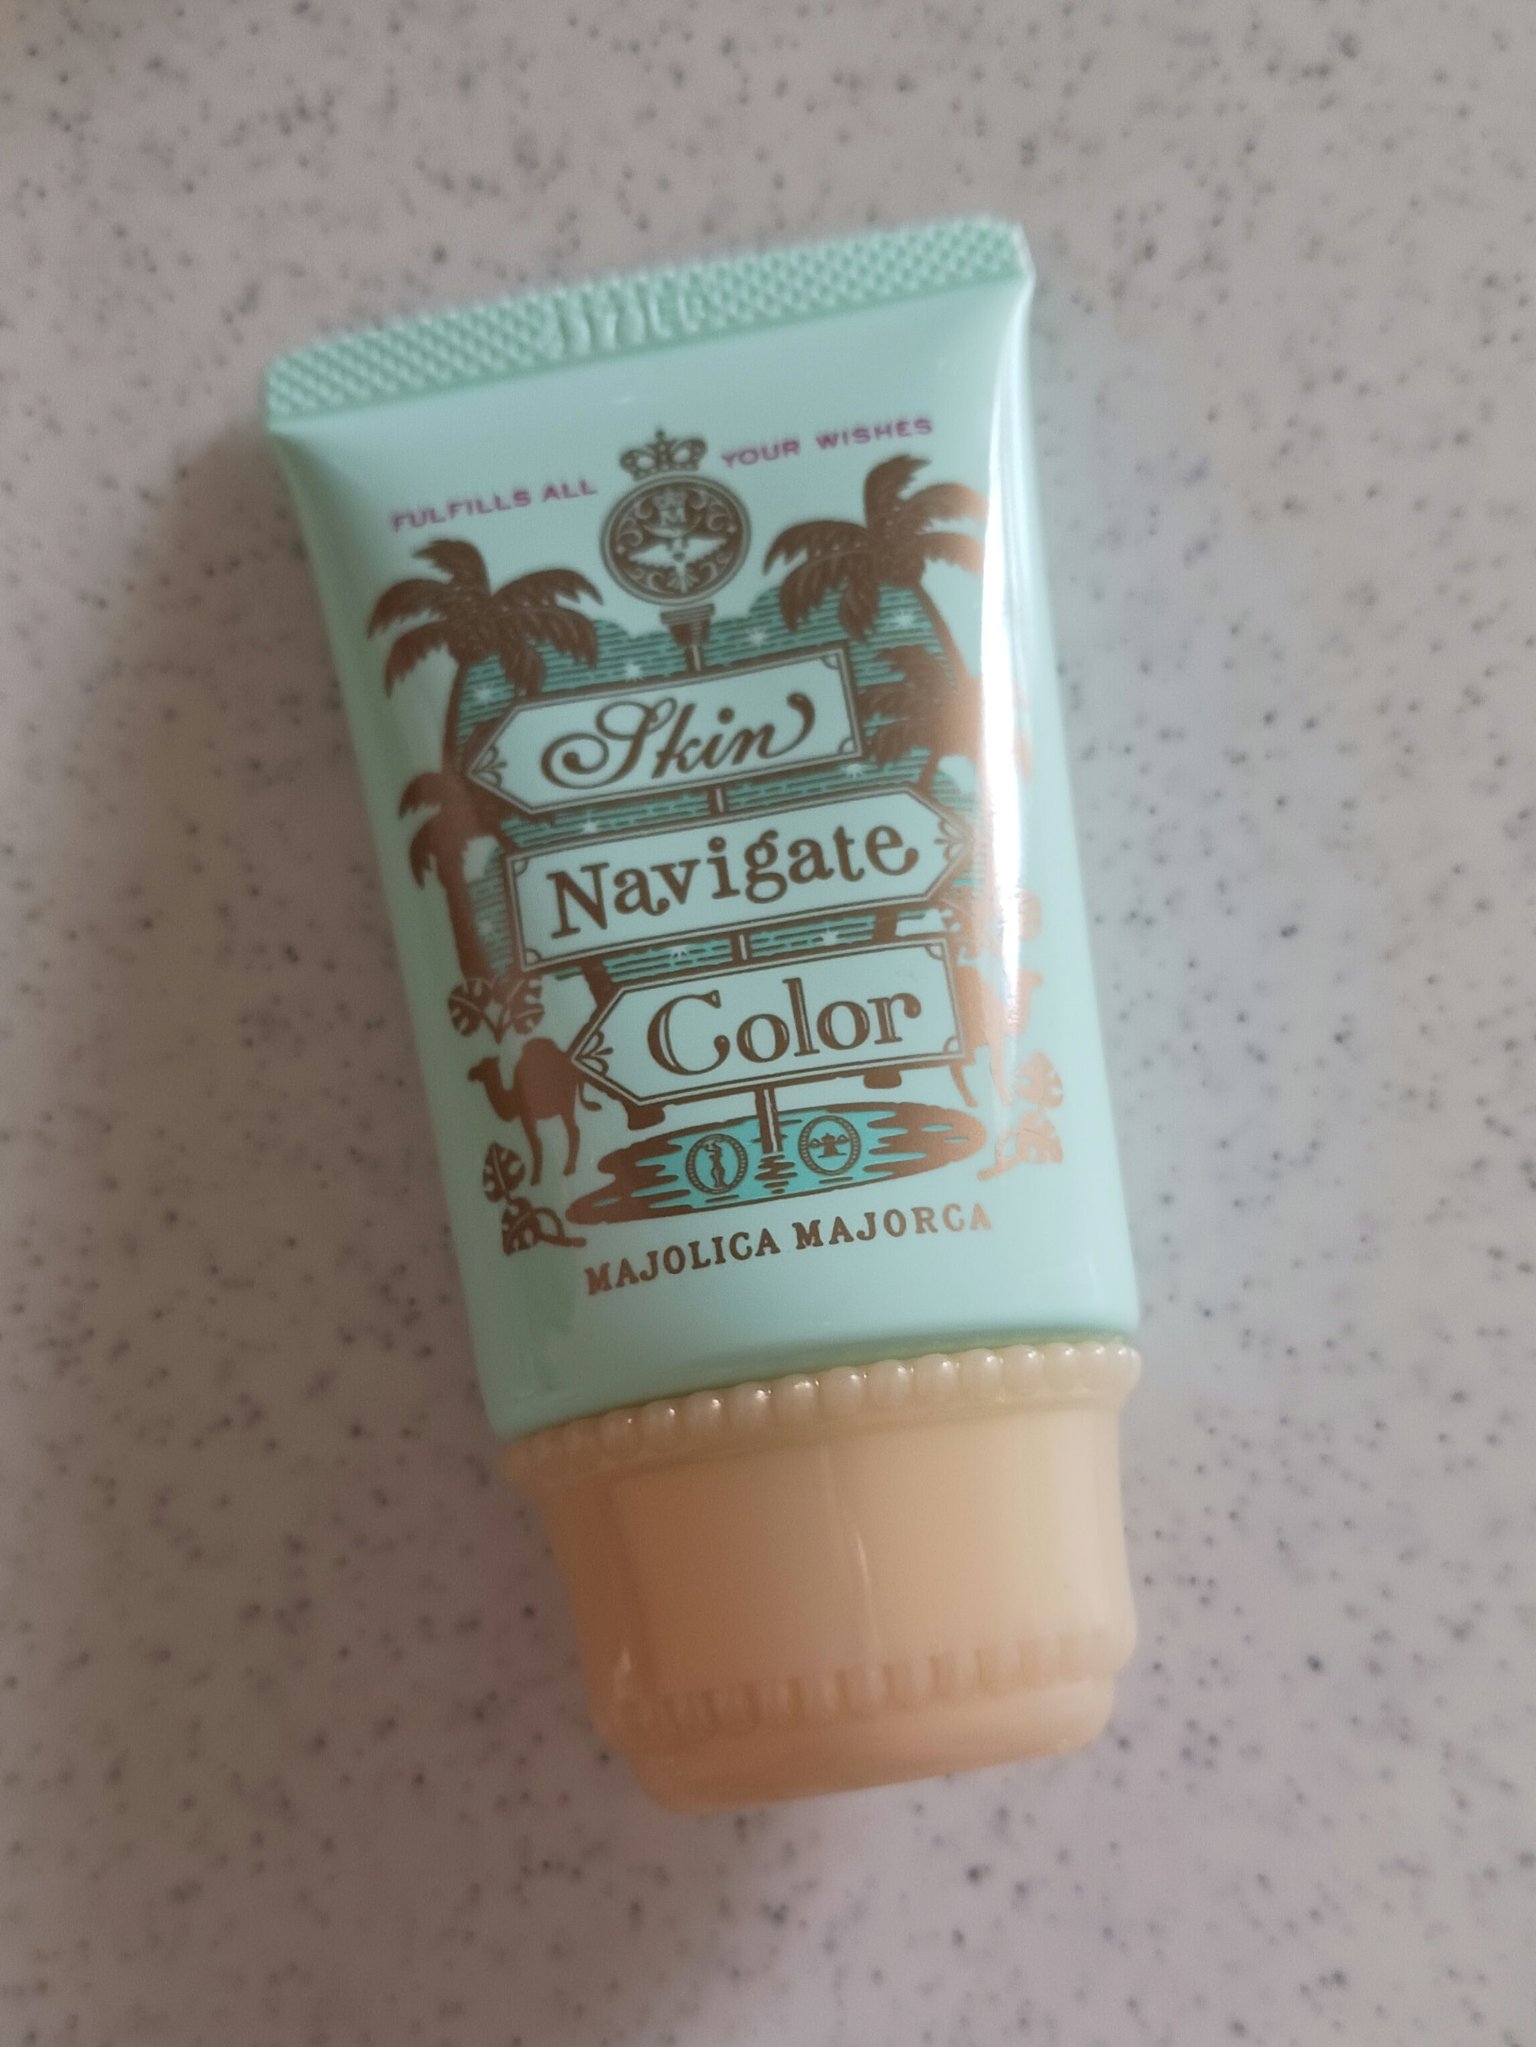 FULFILLS ALL YOUR WISHES
M
Skin
Navigate
Color
MAJOLICA MAJORCA